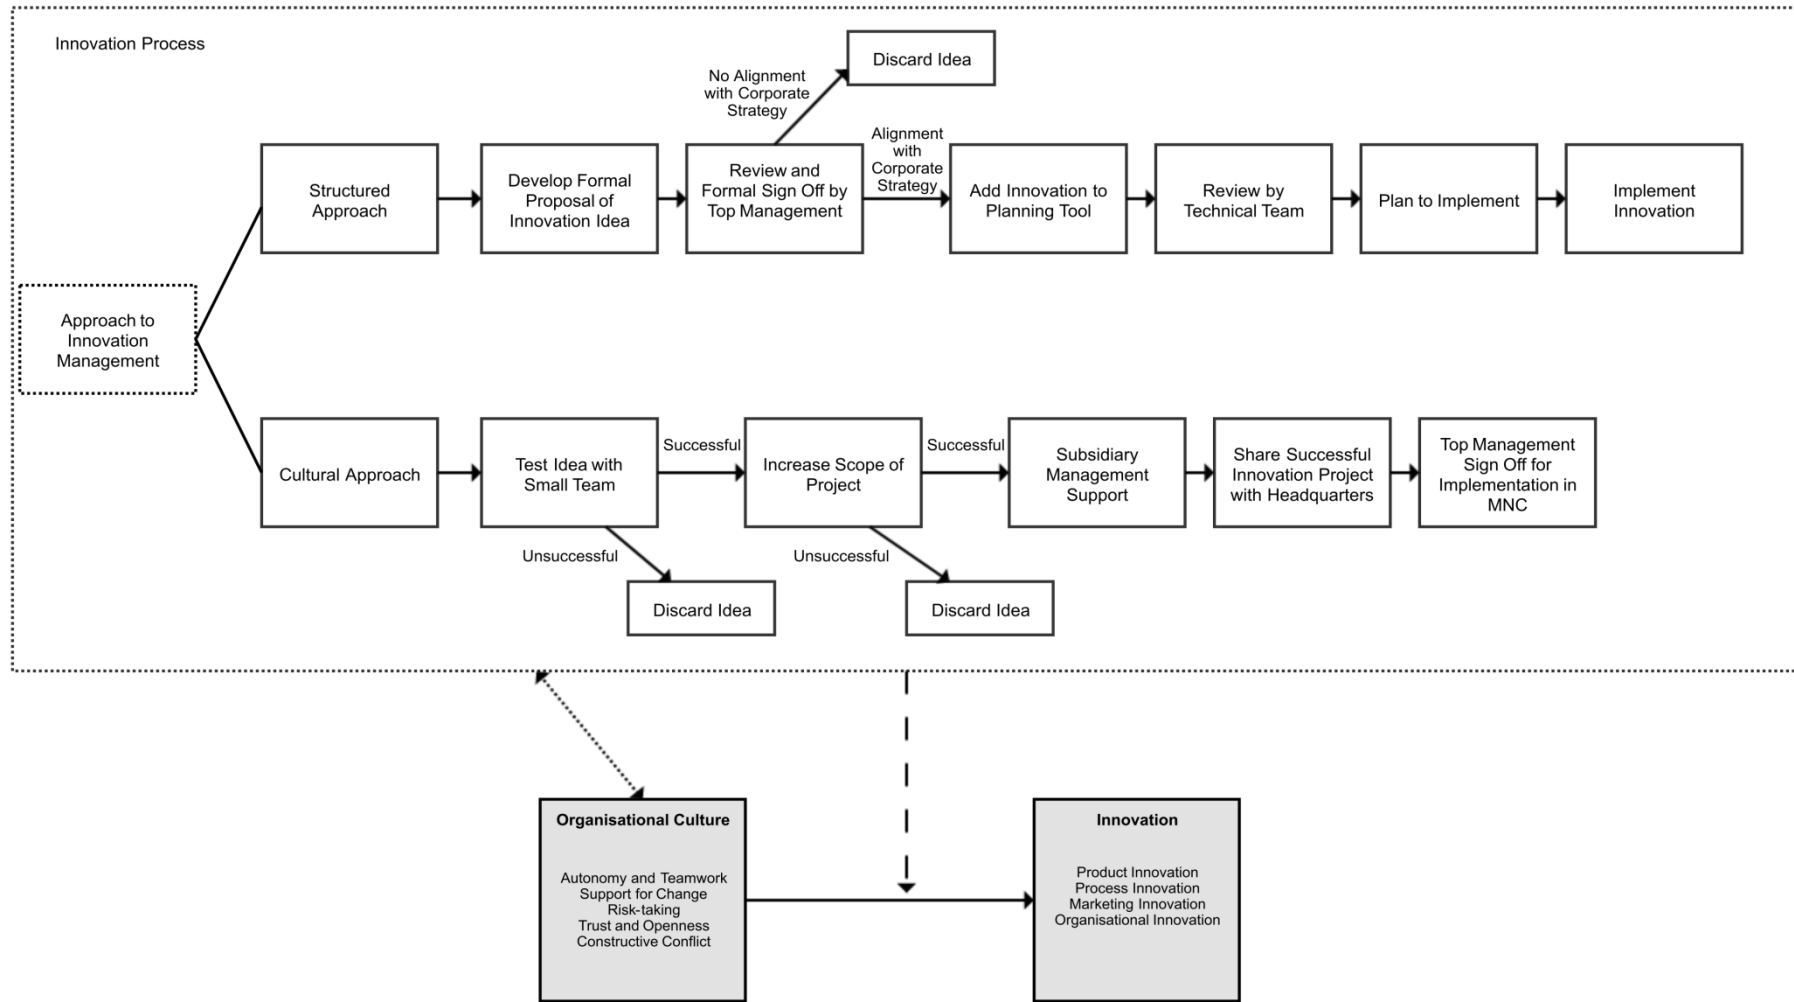 Innovation Process
Discard Idea
No Alignment
with Corporate
Strategy
Alignment
with
Corporate
Strategy
Structured
Approach
Develop Formal
Proposal of
Innovation Idea
Review and
Formal Sign Off by
Top Management
Add Innovation to
Planning Tool
Review by
Technical Team
Plan to Implement
Implement
Innovation
Approach to
Innovation
Management
Cultural Approach
Test Idea with
Small Team
Successful
Increase Scope of
Project
Successful
Subsidiary
Management
Support
Share Successful
Innovation Project
with Headquarters
Top Management
Sign Off for
Implementation in
MNC
Unsuccessful
Discard Idea
Unsuccessful
Discard Idea
Organisational Culture
Autonomy and Teamwork
Support for Change
Risk-taking
Trust and Openness
Constructive Conflict
Innovation
Product Innovation
Process Innovation
Marketing Innovation
Organisational Innovation